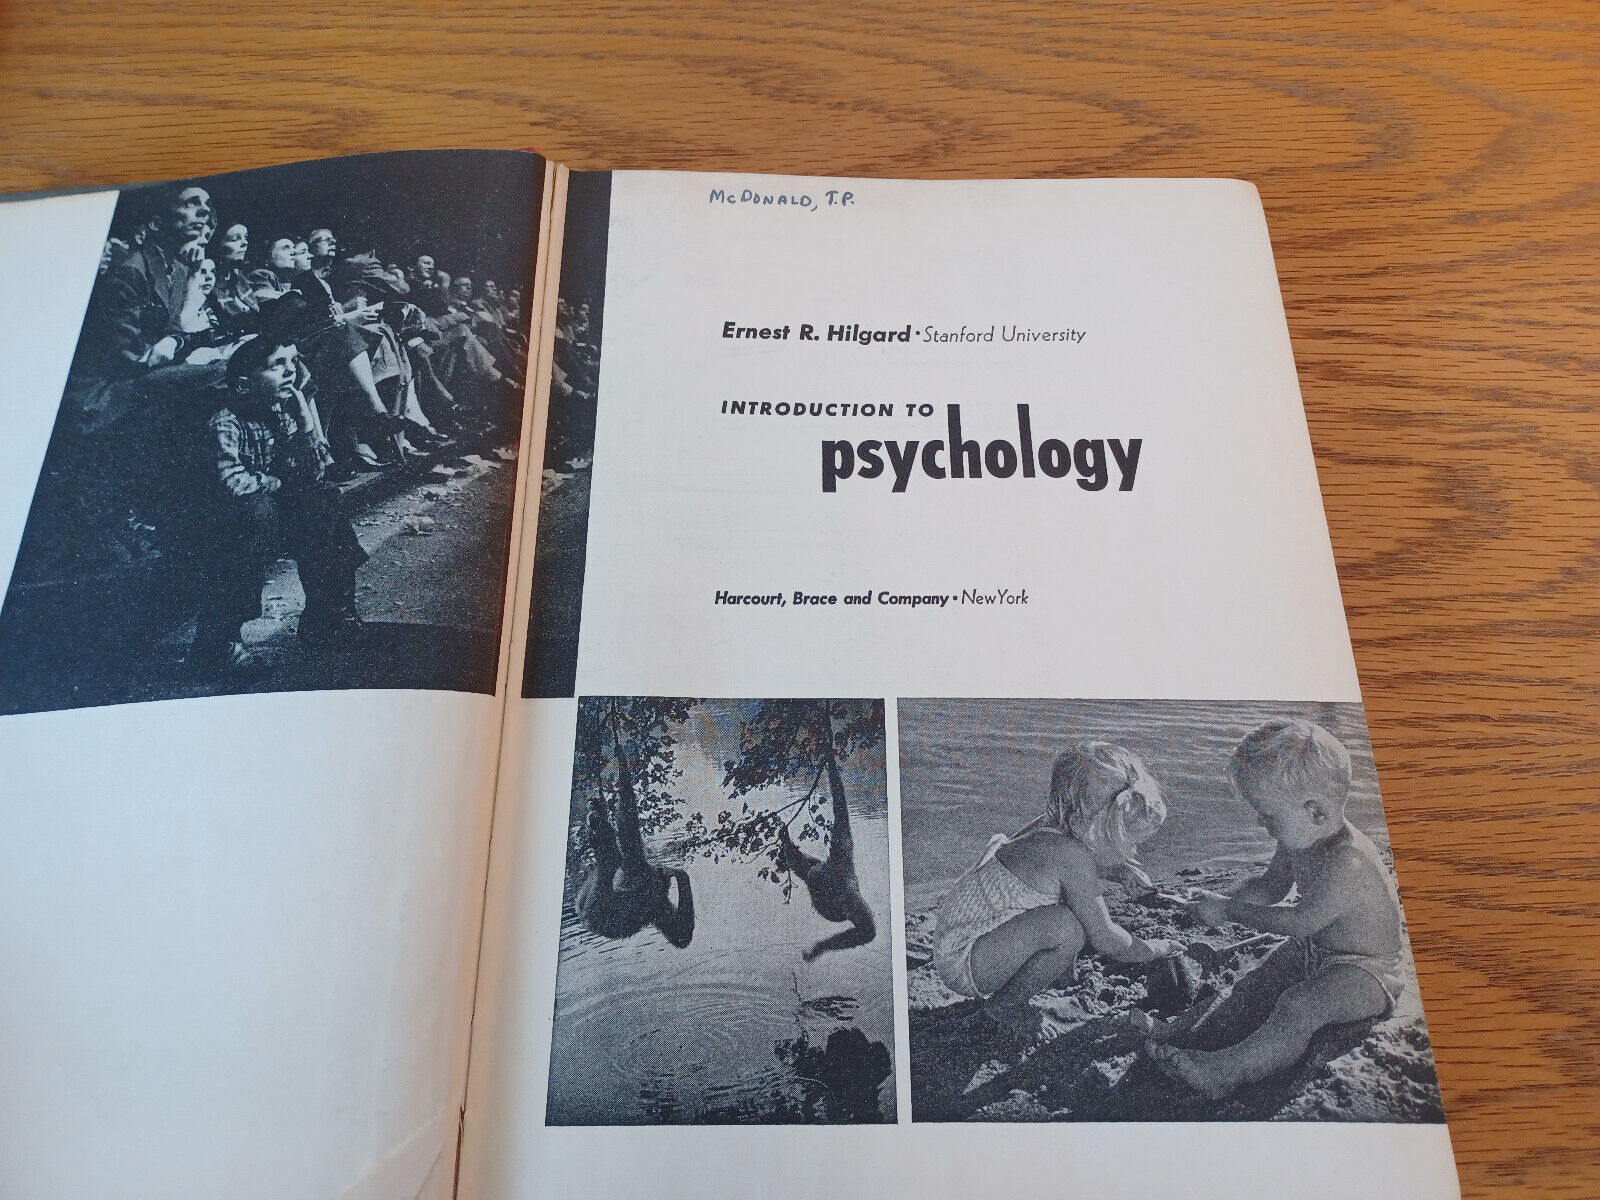 McDONALD, T.P.
Ernest R. Hilgard • Stanford University
INTRODUCTION TO
psychology
Harcourt, Brace and Company • New York